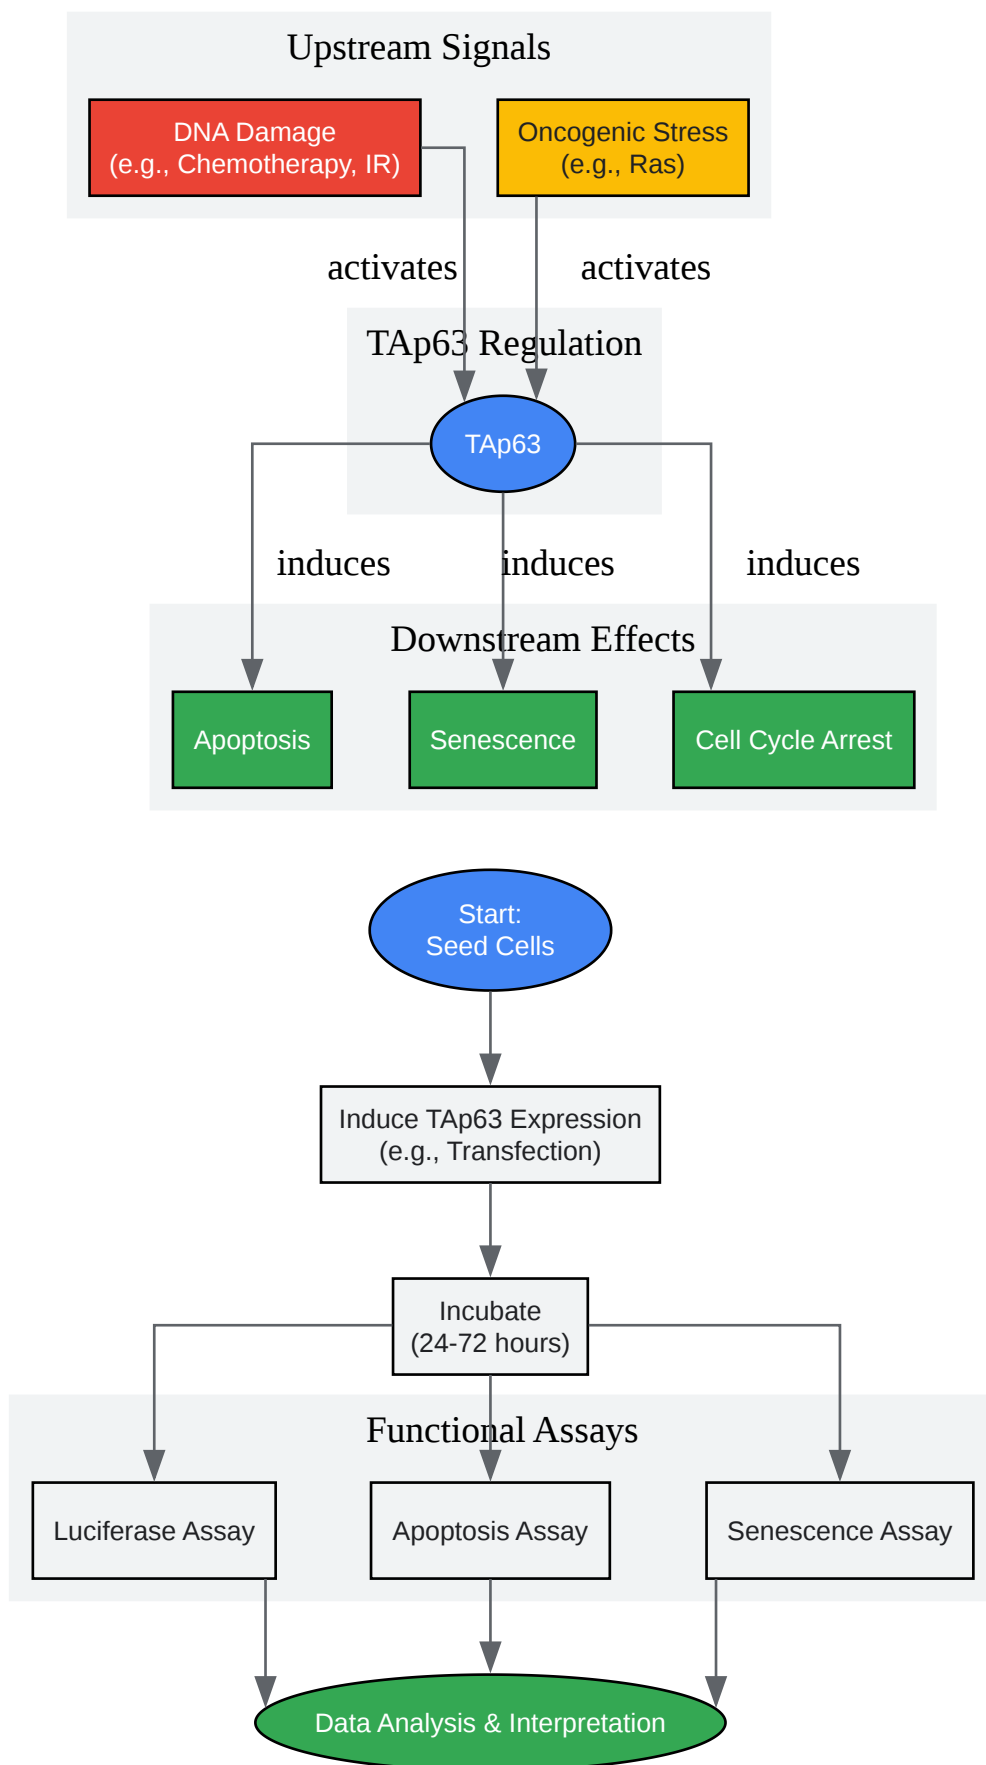 Upstream Signals
DNA Damage
(e.g., Chemotherapy, IR)
Oncogenic Stress
(e.g., Ras)
activates
activates
TAp63 Regulation
TAp63
induces
induces
induces
Downstream Effects
Apoptosis
Senescence
Cell Cycle Arrest
Start:
Seed Cells
Induce TAp63 Expression
(e.g., Transfection)
Incubate
(24-72 hours)
Functional Assays
Luciferase Assay
Apoptosis Assay
Senescence Assay
Data Analysis & Interpretation